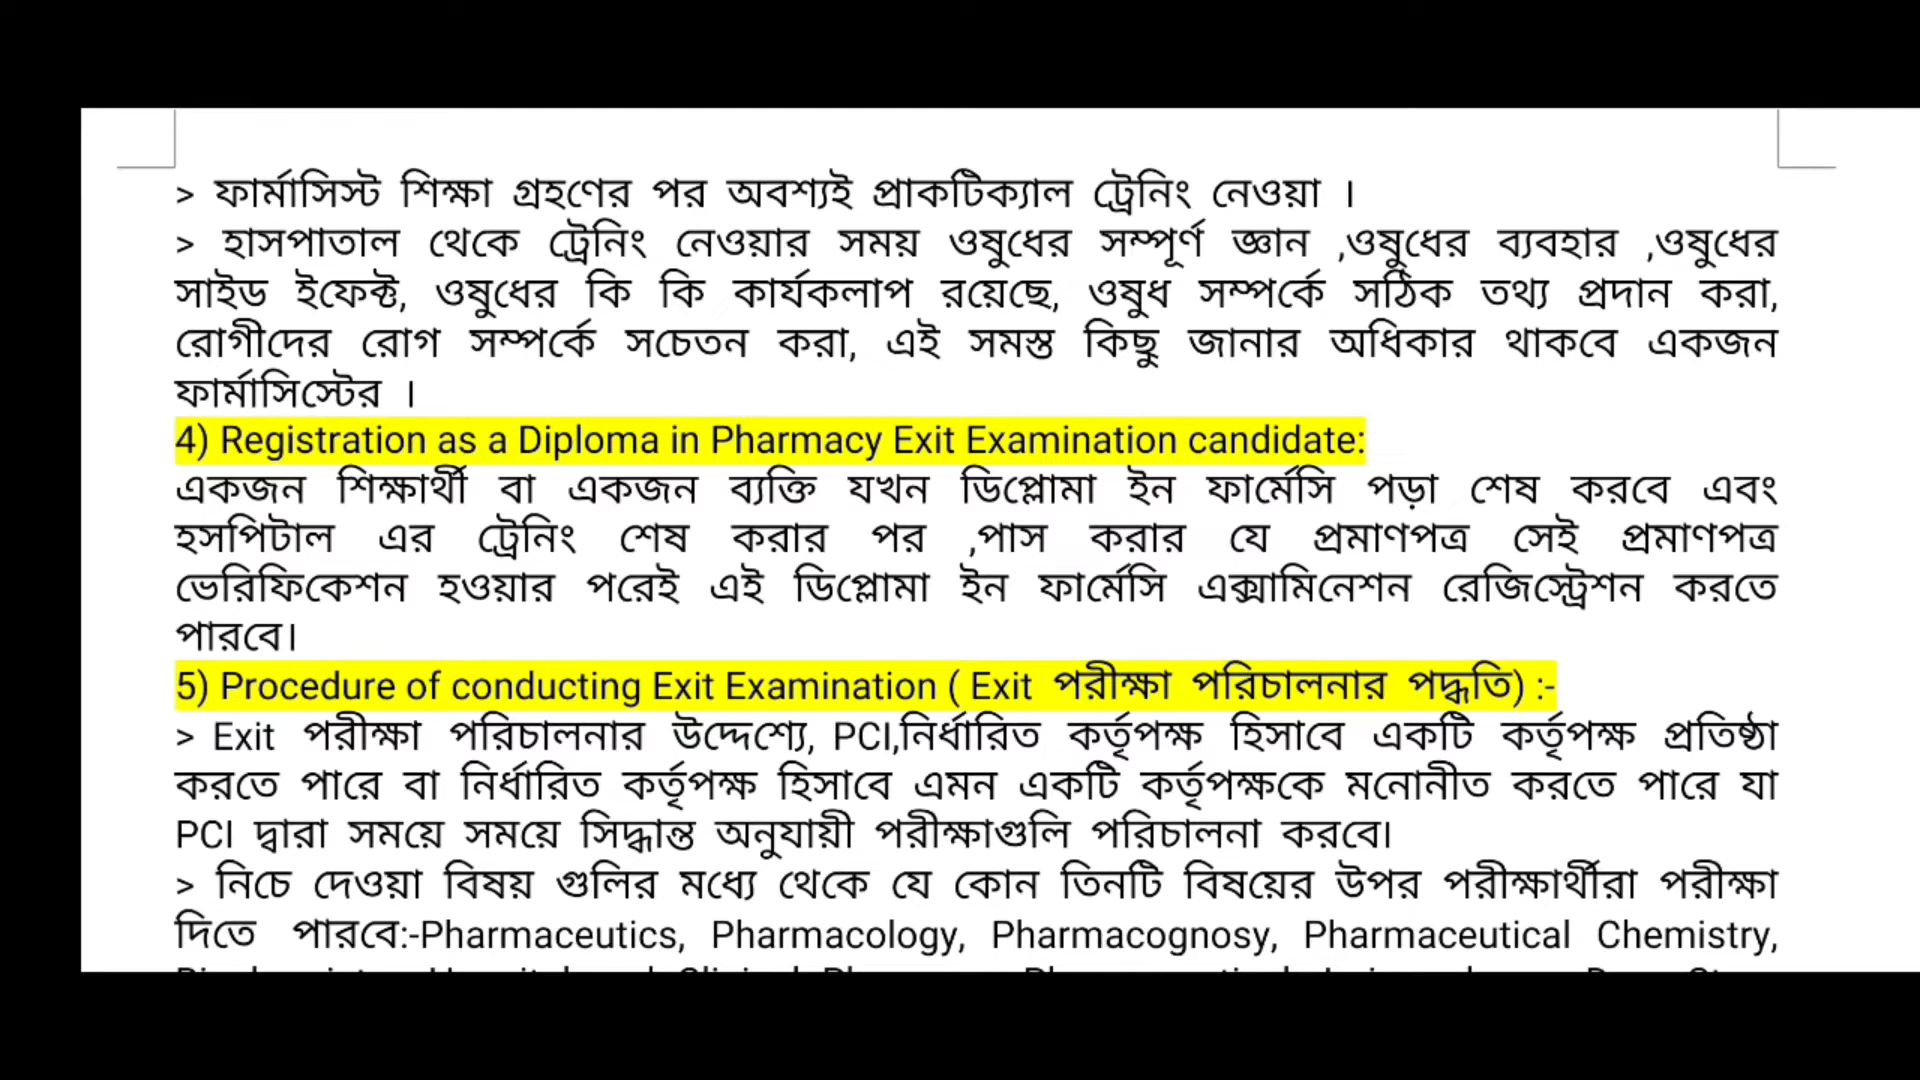 > ফার্মাসিস্ট শিক্ষা গ্রহণের পর অবশ্যই প্রাকটিক্যাল ট্রেনিং নেওয়া ।
> হাসপাতাল থেকে ট্রেনিং নেওয়ার সময় ওষুধের সম্পূর্ণ জ্ঞান ,ওষুধের ব্যবহার ,ওষুধের
সাইড ইফেক্ট, ওষুধের কি কি কার্যকলাপ রয়েছে, ওষুধ সম্পর্কে সঠিক তথ্য প্রদান করা,
রোগীদের রোগ সম্পর্কে সচেতন করা, এই সমস্ত কিছু জানার অধিকার থাকবে একজন
ফার্মাসিস্টের ।
4) Registration as a Diploma in Pharmacy Exit Examination candidate:
একজন শিক্ষার্থী বা একজন ব্যক্তি যখন ডিপ্লোমা ইন ফার্মেসি পড়া শেষ করবে এবং
হসপিটাল এর ট্রেনিং শেষ করার পর ,পাস করার যে প্রমাণপত্র সেই প্রমাণপত্র
ভেরিফিকেশন হওয়ার পরেই এই ডিপ্লোমা ইন ফার্মেসি এক্সামিনেশন রেজিস্ট্রেশন করতে
পারবে।
5) Procedure of conducting Exit Examination ( Exit পরীক্ষা পরিচালনার পদ্ধতি) :-
> Exit পরীক্ষা পরিচালনার উদ্দেশ্যে, PCI,নির্ধারিত কর্তৃপক্ষ হিসাবে একটি কর্তৃপক্ষ প্রতিষ্ঠা
করতে পারে বা নির্ধারিত কর্তৃপক্ষ হিসাবে এমন একটি কর্তৃপক্ষকে মনোনীত করতে পারে যা
PCI দ্বারা সময়ে সময়ে সিদ্ধান্ত অনুযায়ী পরীক্ষাগুলি পরিচালনা করবে।
> নিচে দেওয়া বিষয় গুলির মধ্যে থেকে যে কোন তিনটি বিষয়ের উপর পরীক্ষার্থীরা পরীক্ষা
দিতে পারবে:-Pharmaceutics, Pharmacology, Pharmacognosy, Pharmaceutical Chemistry,